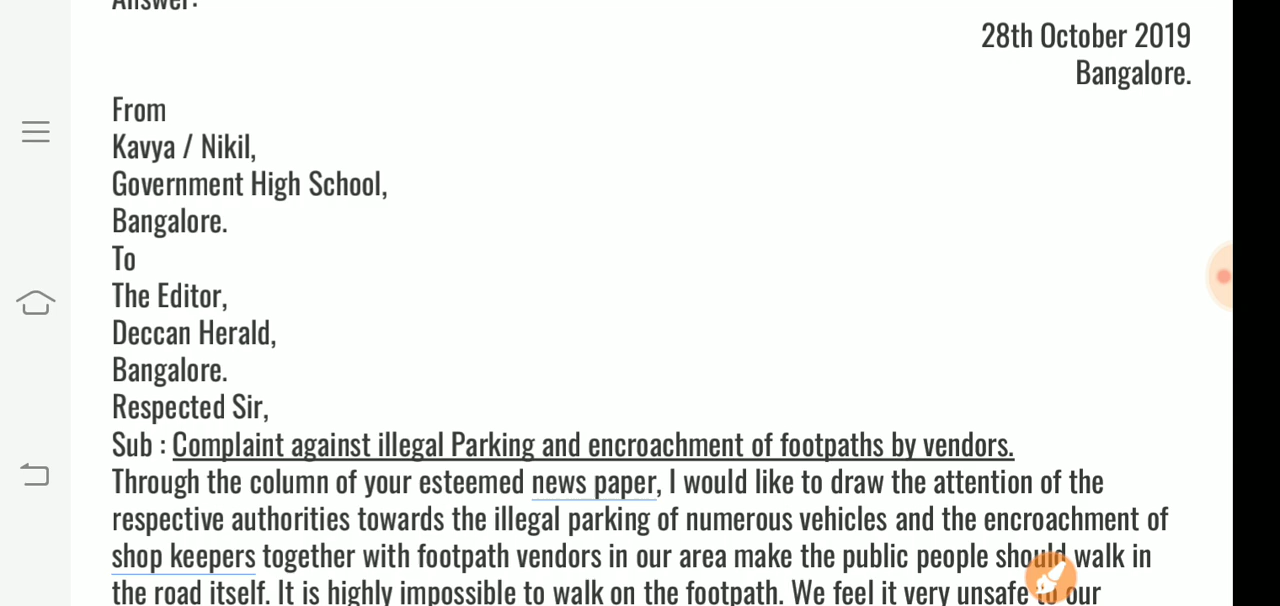 Answer:
28th October 2019
Bangalore.
From
Kavya / Nikil,
Government High School,
Bangalore.
To
The Editor,
Deccan Herald,
Bangalore.
Respected Sir,
Sub : Complaint against illegal Parking and encroachment of footpaths by vendors.
Through the column of your esteemed news paper, I would like to draw the attention of the
respective authorities towards the illegal parking of numerous vehicles and the encroachment of
shop keepers together with footpath vendors in our area make the public people should walk in
the road itself. It is highly impossible to walk on the footpath. We feel it very unsafe to our